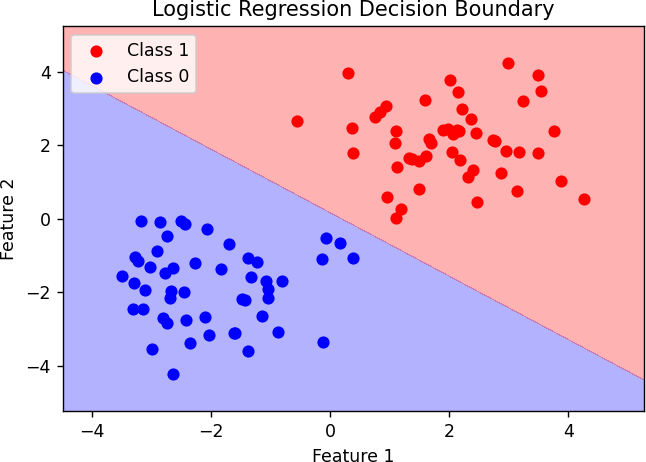 Logistic Regression Decision Boundary
Class 1
Class 0
4
2
0
−2
−4
Feature 2
−4
−2
0
2
4
Feature 1